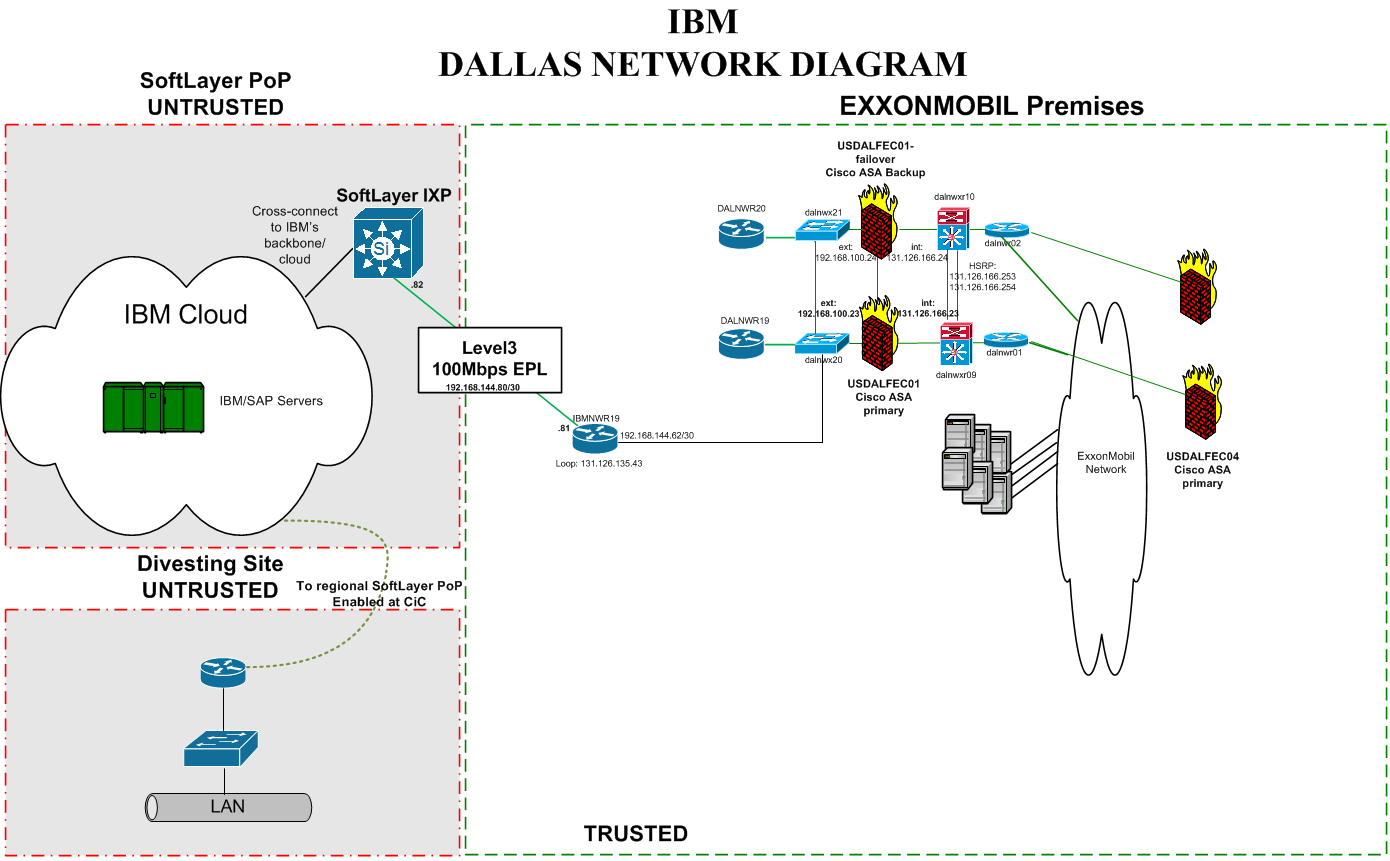 IBM
DALLAS NETWORK DIAGRAM
SoftLayer PoP
UNTRUSTED
EXXONMOBIL Premises
SoftLayer IXP
Cross-connect
to IBM's
backbone/
cloud
Si
.82
IBM Cloud
IBM/SAP Servers
Level3
100Mbps EPL
192.168.144.80/30
IBMNWR19
.81
192.168.144.62/30
Loop: 131.126.135.43
USDALFEC01-
failover
Cisco ASA Backup
DALNWR20
dalnwx21
dalnwxr10
dalnwr02
ext:
192.168.100.24
int:
131.126.166.24
HSRP:
131.126.166.253
131.126.166.254
ext:
192.168.100.23
int:
131.126.166.23
DALNWR19
dalnwx20
dalnwxr09
dalnwr01
USDALFEC01
Cisco ASA
primary
ExxonMobil
Network
USDALFEC04
Cisco ASA
primary
Divesting Site
UNTRUSTED
To regional SoftLayer PoP
Enabled at CiC
LAN
TRUSTED